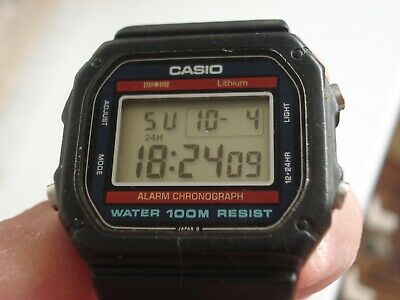 CASIO
Lithium
ADJUST
LIGHT
SU 10- 4
24H
18:24 09
MODE
12·24HR
ALARM CHRONOGRAPH
WATER 100M RESIST
JAPAN